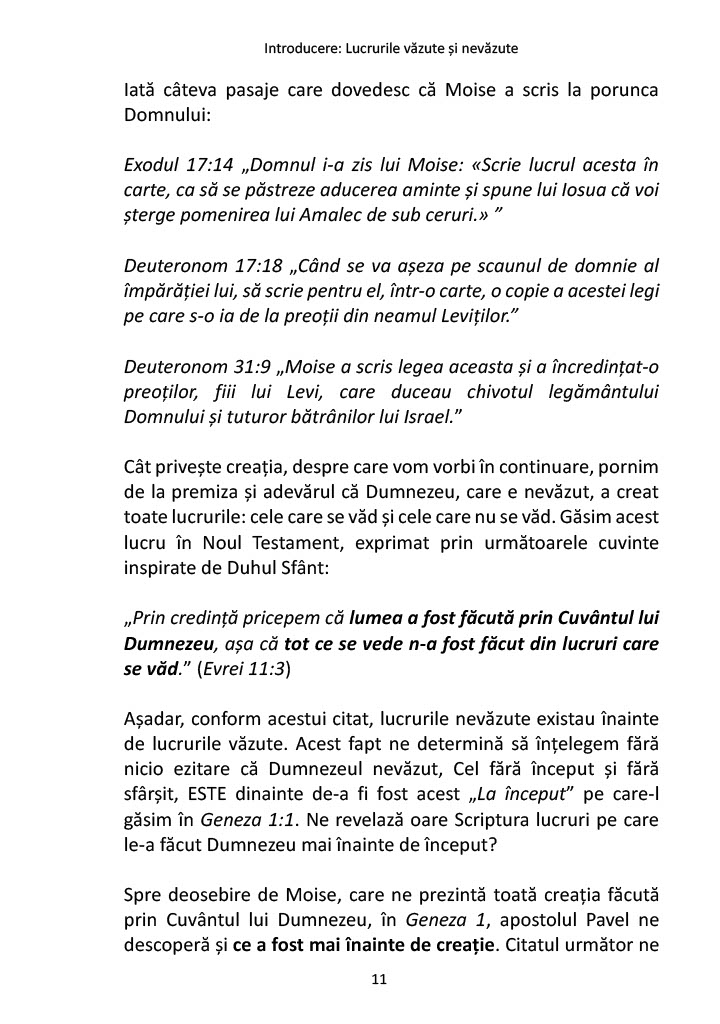 Introducere: Lucrurile văzute și nevăzute
Iată câteva pasaje care dovedesc că Moise a scris la porunca
Domnului:
Exodul 17:14 „Domnul i-a zis lui Moise: «Scrie lucrul acesta în
carte, ca să se păstreze aducerea aminte și spune lui Iosua că voi
șterge pomenirea lui Amalec de sub ceruri.» ”
Deuteronom 17:18 „Când se va așeza pe scaunul de domnie al
împărăției lui, să scrie pentru el, într-o carte, o copie a acestei legi
pe care s-o ia de la preoții din neamul Leviților.”
Deuteronom 31:9 „Moise a scris legea aceasta și a încredințat-o
preoților, fiii lui Levi, care duceau chivotul legământului
Domnului și tuturor bătrânilor lui Israel.”
Cât privește creația, despre care vom vorbi în continuare, pornim
de la premiza și adevărul că Dumnezeu, care e nevăzut, a creat
toate lucrurile: cele care se văd și cele care nu se văd. Găsim acest
lucru în Noul Testament, exprimat prin următoarele cuvinte
inspirate de Duhul Sfânt:
„Prin credință pricepem că lumea a fost făcută prin Cuvântul lui
Dumnezeu, așa că tot ce se vede n-a fost făcut din lucruri care
se văd.” (Evrei 11:3)
Așadar, conform acestui citat, lucrurile nevăzute existau înainte
de lucrurile văzute. Acest fapt ne determină să înțelegem fără
nicio ezitare că Dumnezeul nevăzut, Cel fără început și fără
sfârșit, ESTE dinainte de-a fi fost acest „La început” pe care-l
găsim în Geneza 1:1. Ne revelază oare Scriptura lucruri pe care
le-a făcut Dumnezeu mai înainte de început?
Spre deosebire de Moise, care ne prezintă toată creația făcută
prin Cuvântul lui Dumnezeu, în Geneza 1, apostolul Pavel ne
descoperă și ce a fost mai înainte de creație. Citatul următor ne
11